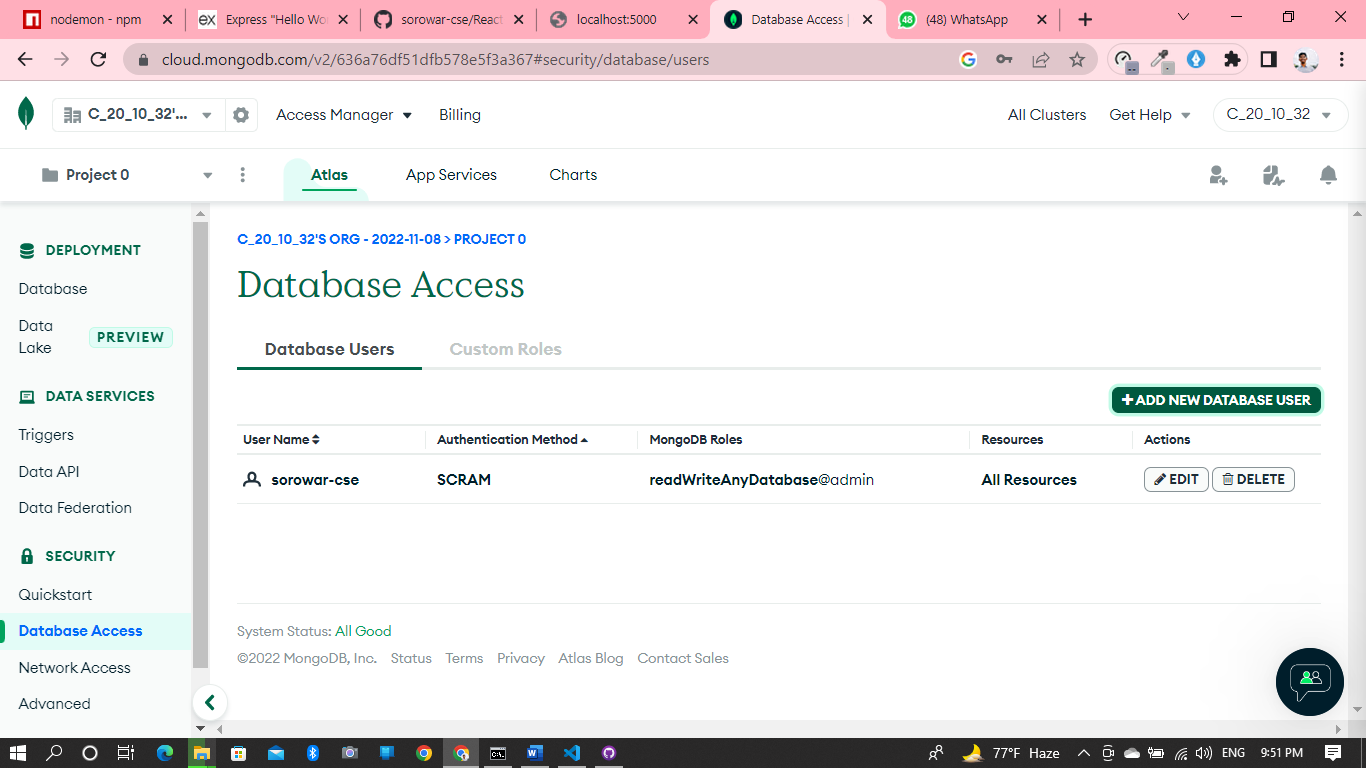 nodemon - npm
Express "Hello Wo
sorowar-cse/React
localhost:5000
Database Access |
48
(48) WhatsApp
cloud.mongodb.com/v2/636a76df51dfb578e5f3a367#security/database/users
C_20_10_32'...
Access Manager
Billing
All Clusters
Get Help
C_20_10_32
Project 0
Atlas
App Services
Charts
DEPLOYMENT
Database
Data Lake
PREVIEW
DATA SERVICES
Triggers
Data API
Data Federation
SECURITY
Quickstart
Database Access
Network Access
Advanced
C_20_10_32'S ORG - 2022-11-08 > PROJECT 0
Database Access
Database Users
Custom Roles
+ ADD NEW DATABASE USER
User Name
Authentication Method
MongoDB Roles
Resources
Actions
sorowar-cse
SCRAM
readWriteAnyDatabase@admin
All Resources
EDIT
DELETE
System Status: All Good
©2022 MongoDB, Inc.
Status
Terms
Privacy
Atlas Blog
Contact Sales
77°F Haze
ENG
9:51 PM